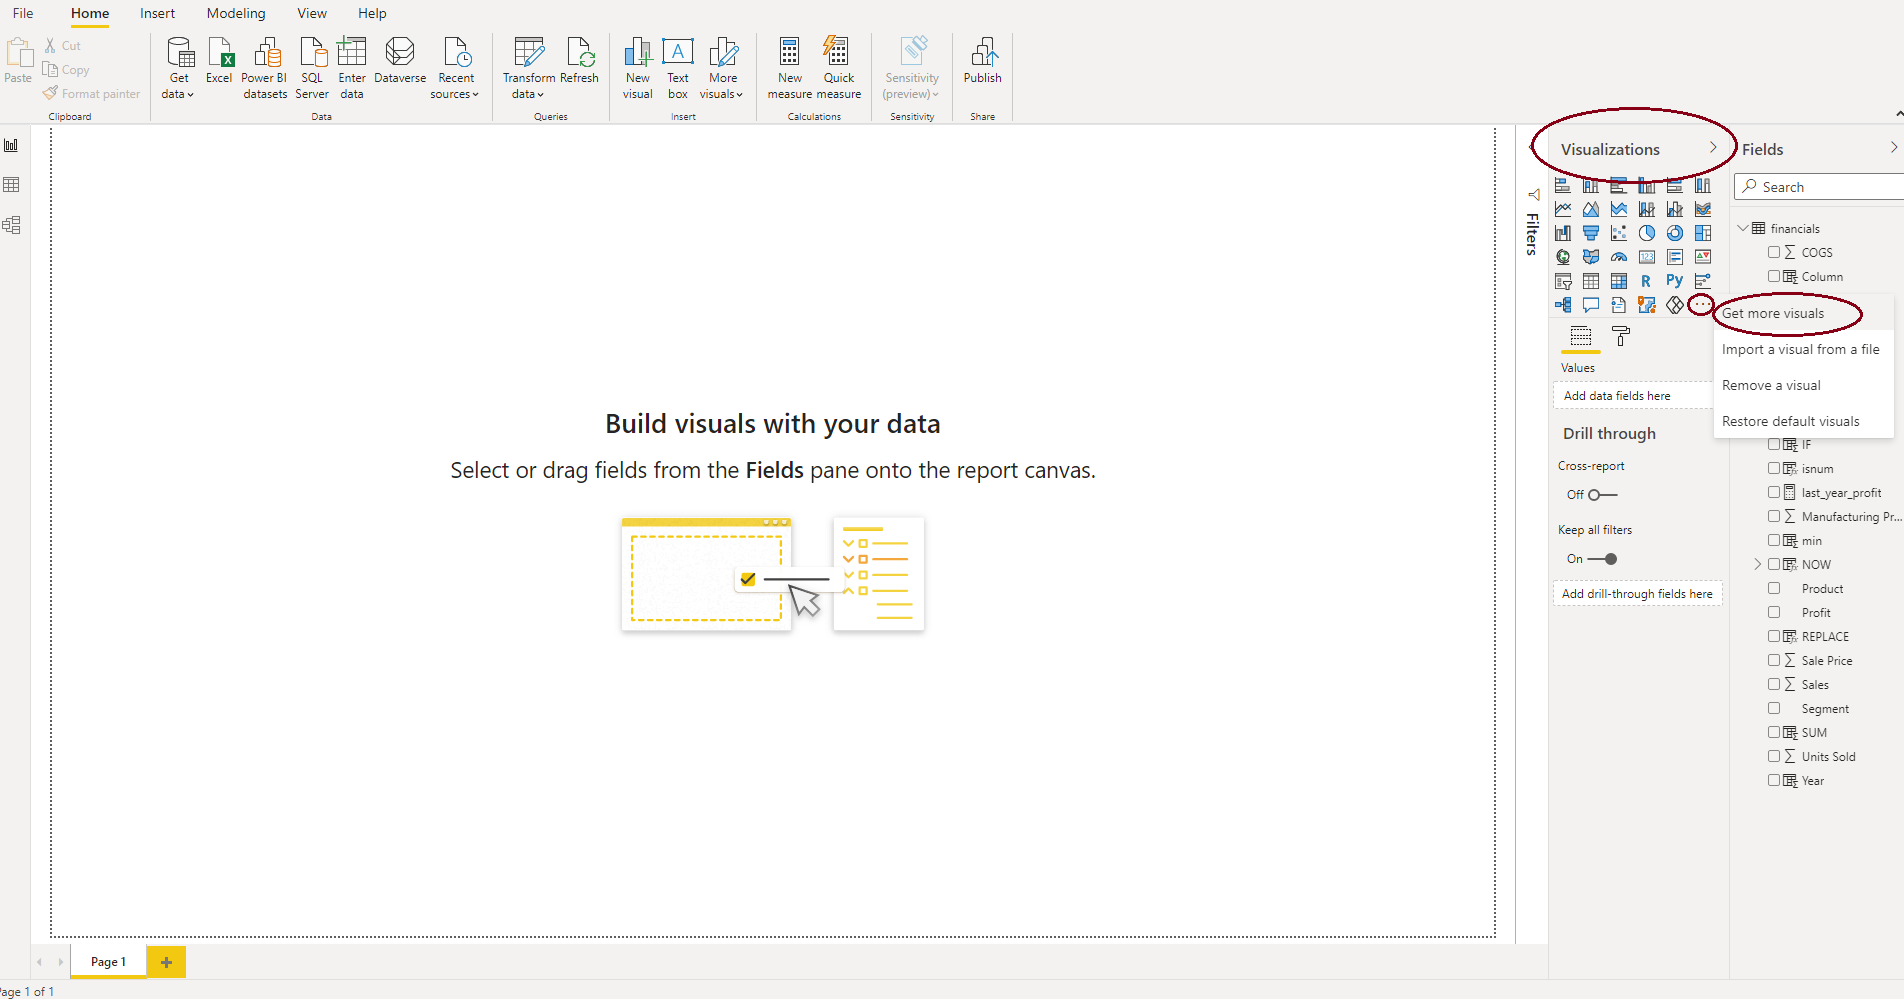 File Home Insert Modeling View Help
Paste
Cut
Copy
Format painter
Clipboard
Get data
Excel
Power BI datasets
SQL Server
Enter data
Dataverse
Recent sources
Data
Transform data
Refresh
Queries
New visual
Text box
More visuals
Insert
New measure
Quick measure
Calculations
Sensitivity (preview)
Sensitivity
Publish
Share
Build visuals with your data
Select or drag fields from the Fields pane onto the report canvas.
Filters
Visualizations
R
Py
123
Values
Add data fields here
Drill through
Cross-report
Off
Keep all filters
On
Add drill-through fields here
Get more visuals
Import a visual from a file
Remove a visual
Restore default visuals
Fields
Search
financials
COGS
Column
IF
isnum
last_year_profit
Manufacturing Pr...
min
NOW
Product
Profit
REPLACE
Sale Price
Sales
Segment
SUM
Units Sold
Year
Page 1
age 1 of 1